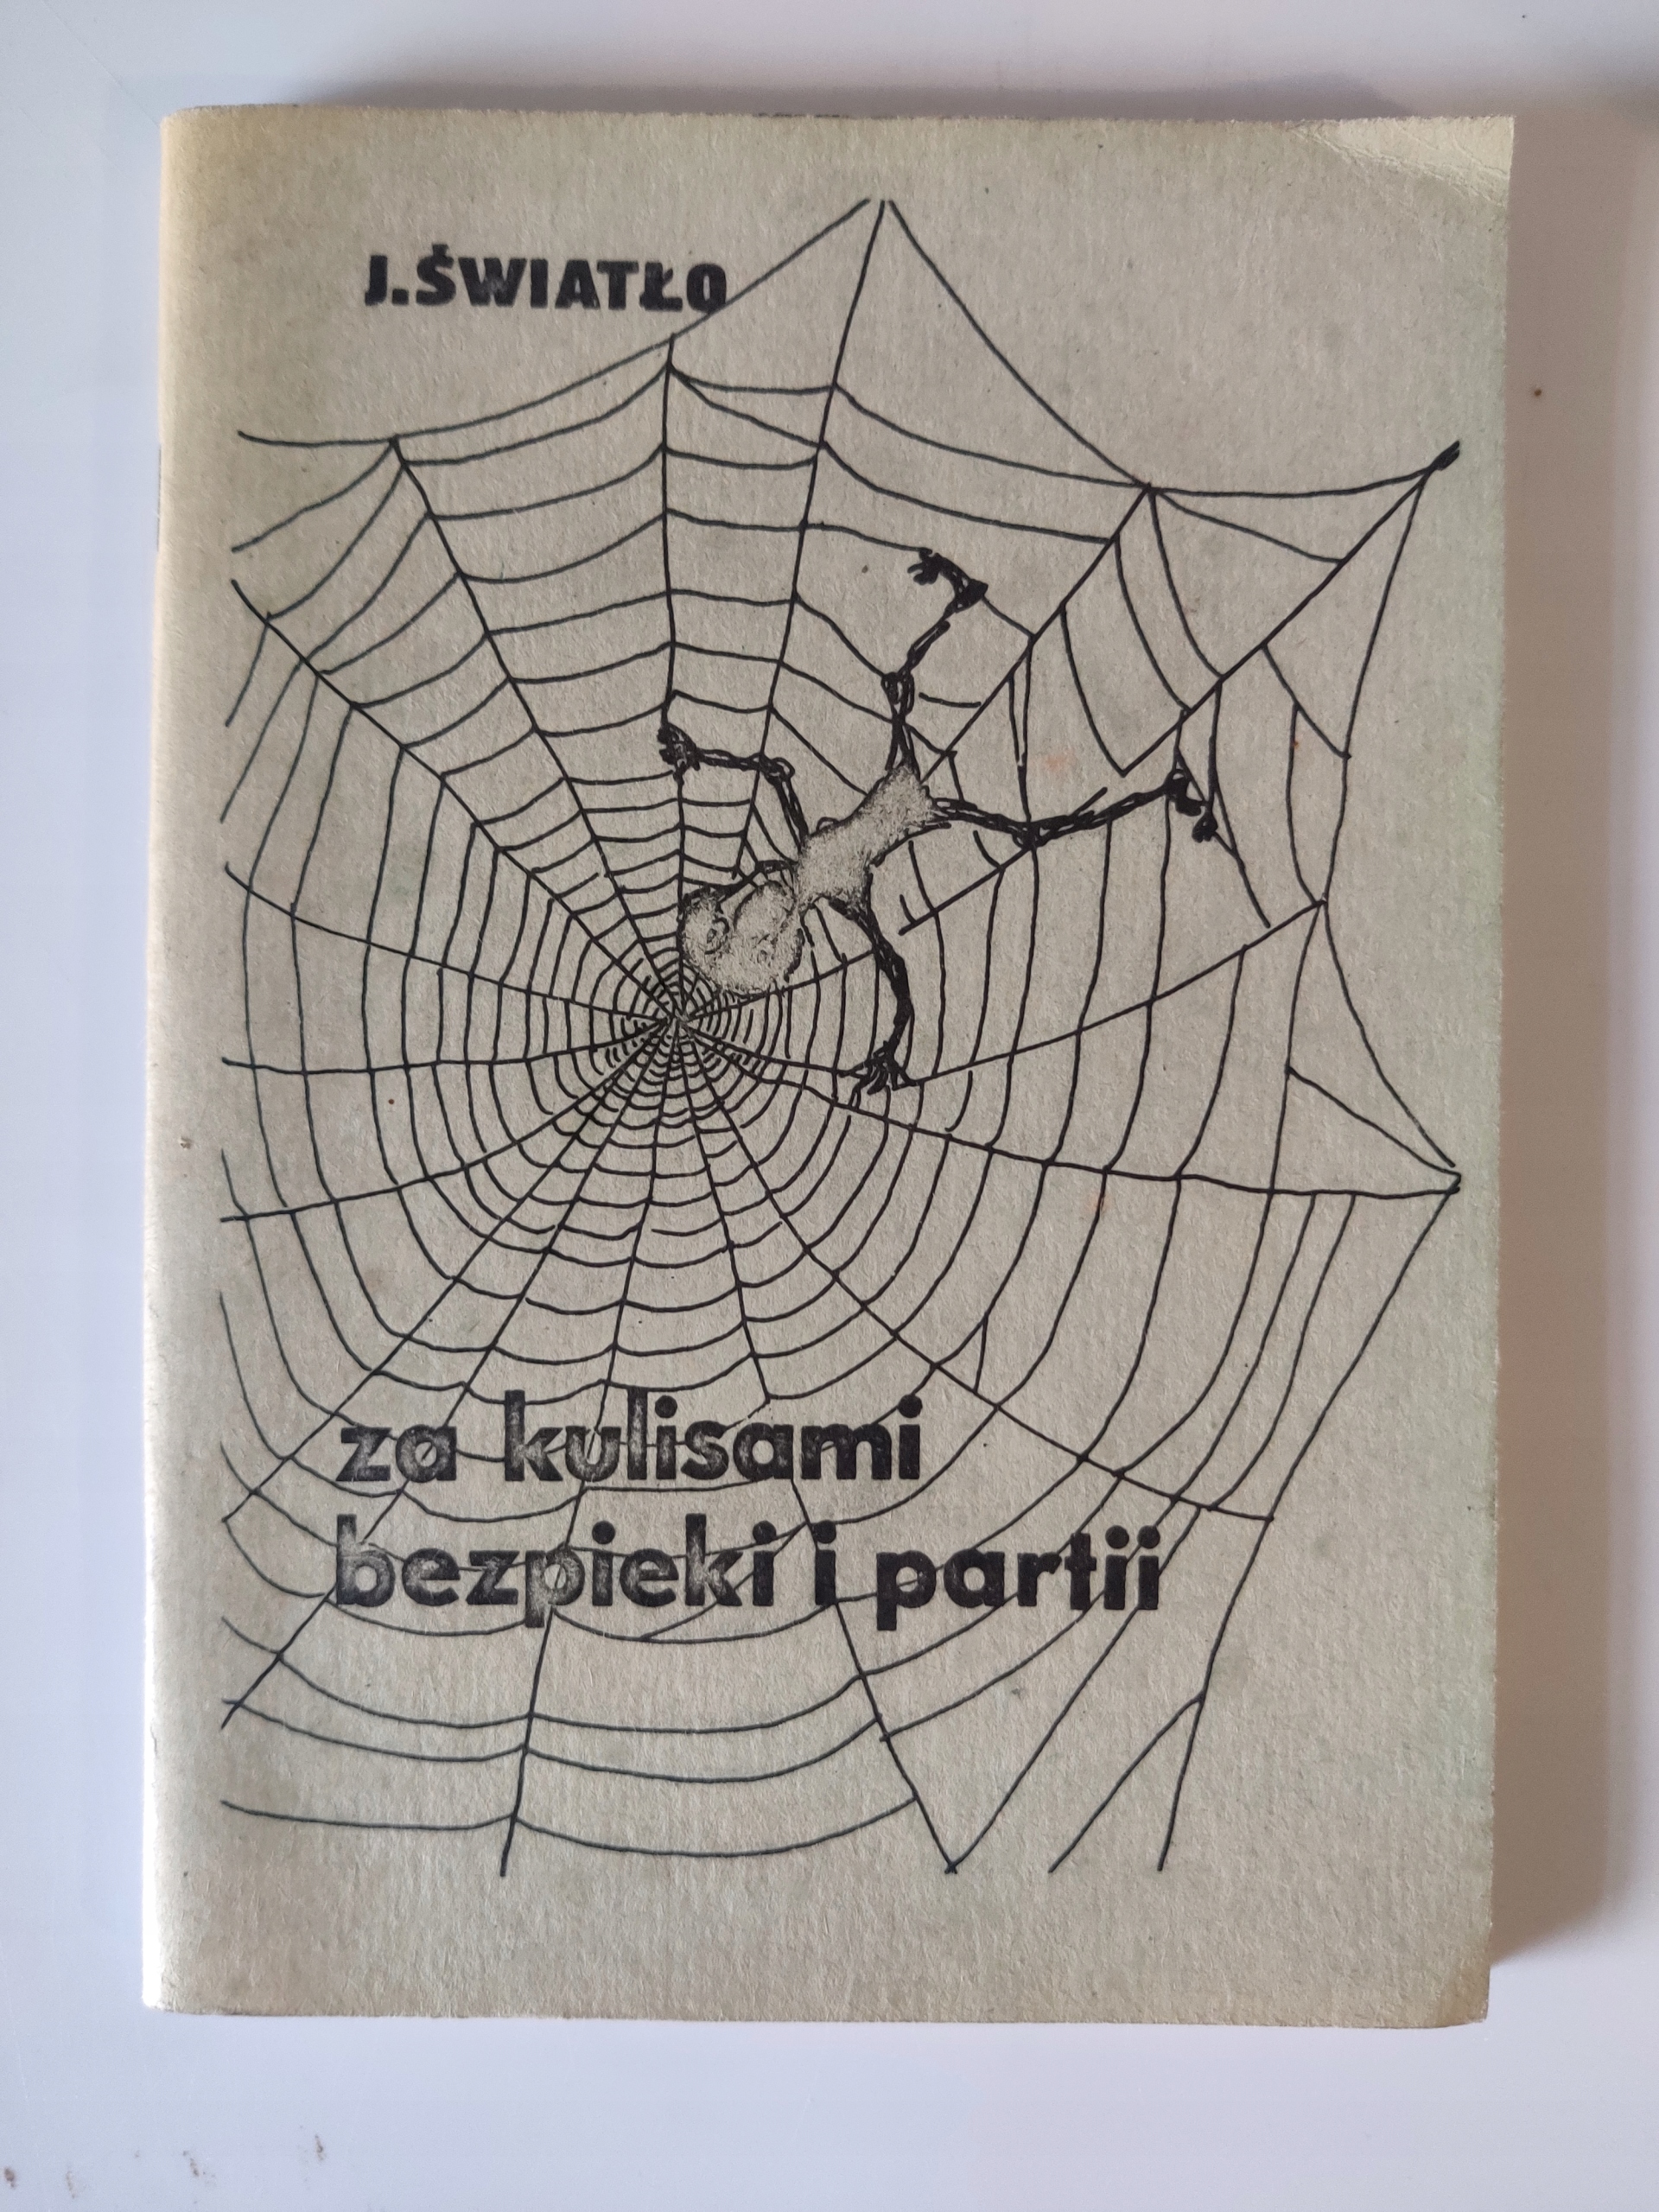 J. ŚWIATŁO
za kulisami
bezpieki i partii